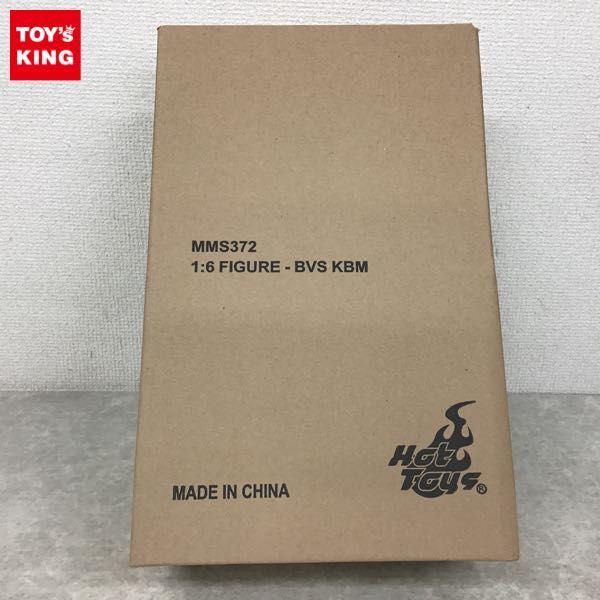 TOY's
KING
MMS372
1:6 FIGURE - BVS KBM
Hot
Toys®
MADE IN CHINA